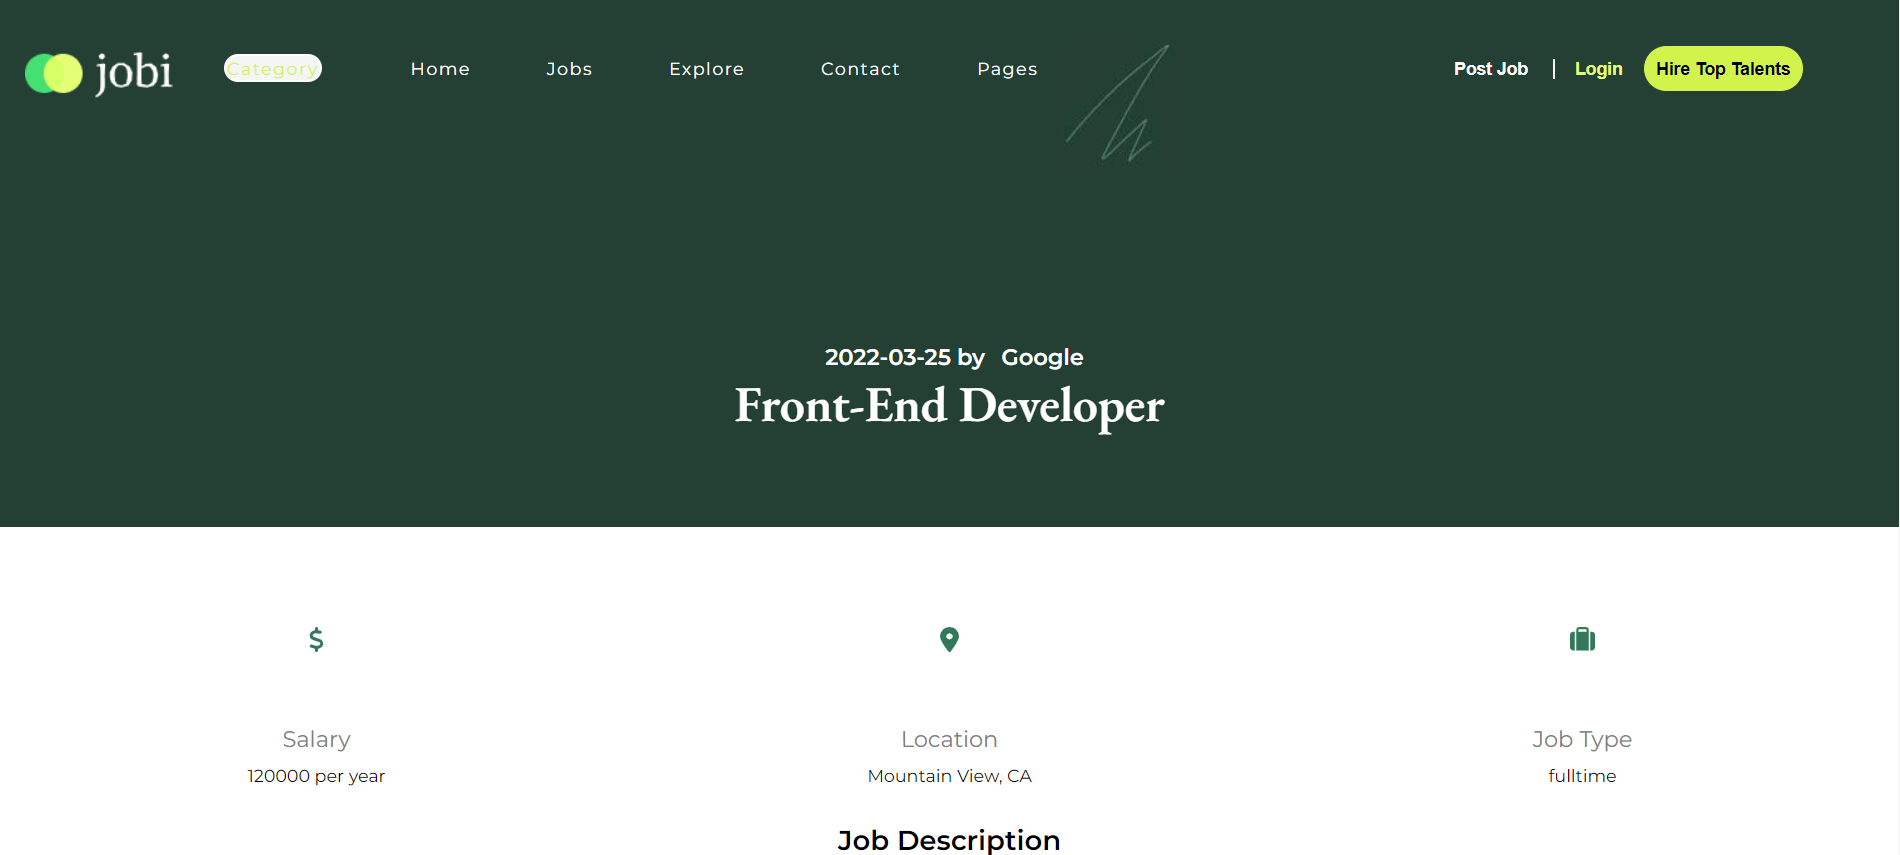 jobi
Category Home Jobs Explore Contact Pages
Post Job | Login Hire Top Talents
2022-03-25 by Google
Front-End Developer
Salary Location Job Type
120000 per year Mountain View, CA fulltime
Job Description